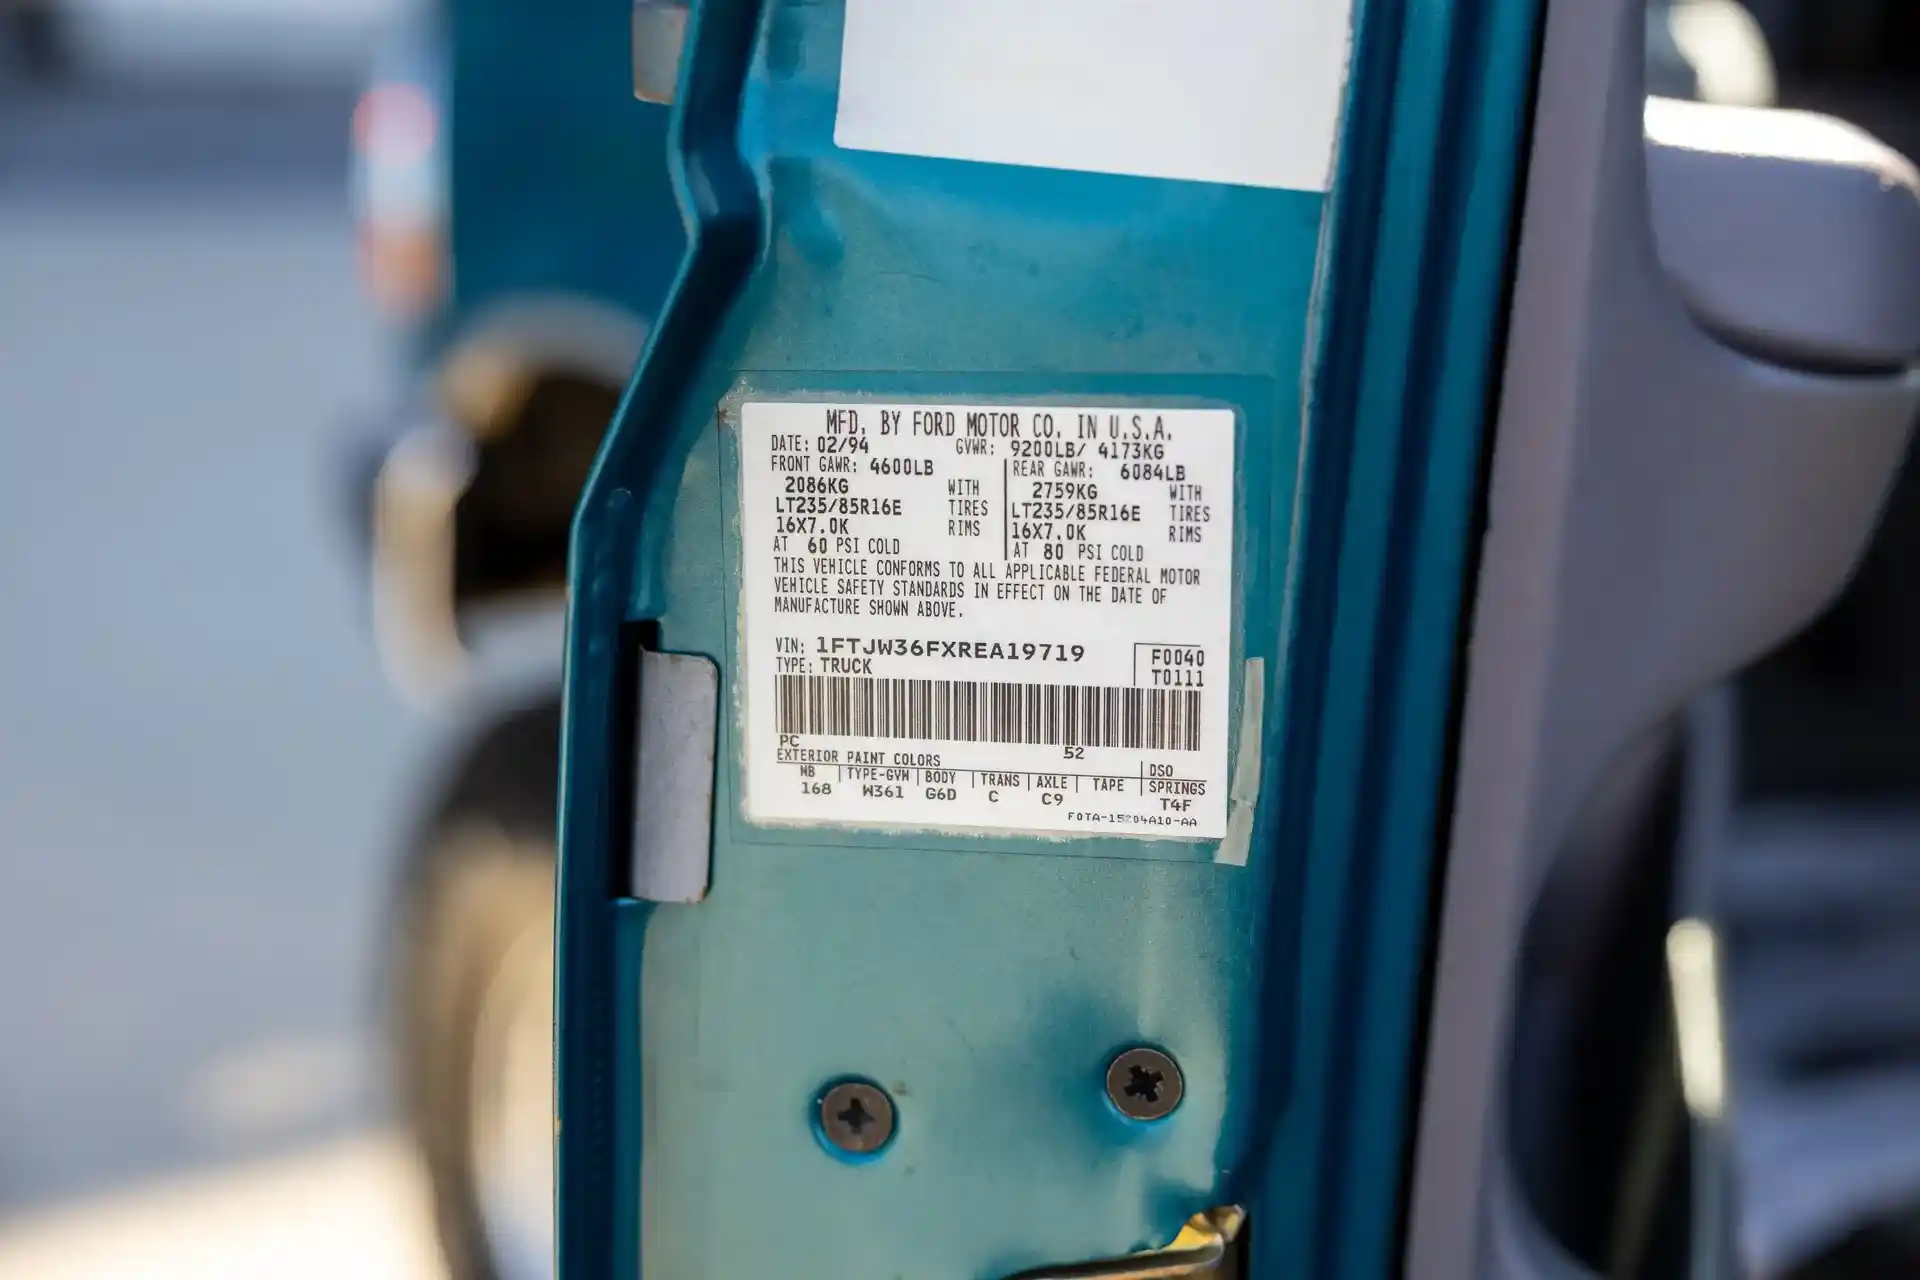 MFD. BY FORD MOTOR CO. IN U.S.A.
DATE: 02/94 GVWR: 9200LB/ 4173KG
FRONT GAWR: 4600LB REAR GAWR: 6084LB
2086KG WITH 2759KG WITH
LT235/85R16E TIRES LT235/85R16E TIRES
16X7.0K RIMS 16X7.0K RIMS
AT 60 PSI COLD AT 80 PSI COLD
THIS VEHICLE CONFORMS TO ALL APPLICABLE FEDERAL MOTOR
VEHICLE SAFETY STANDARDS IN EFFECT ON THE DATE OF
MANUFACTURE SHOWN ABOVE.
VIN: 1FTJW36FXREA19719 F0040
TYPE: TRUCK T0111
PC 52
EXTERIOR PAINT COLORS DSO
WB TYPE-GVW BODY TRANS AXLE TAPE SPRINGS
168 W361 G6D C C9 T4F
F0TA-15204A10-AA